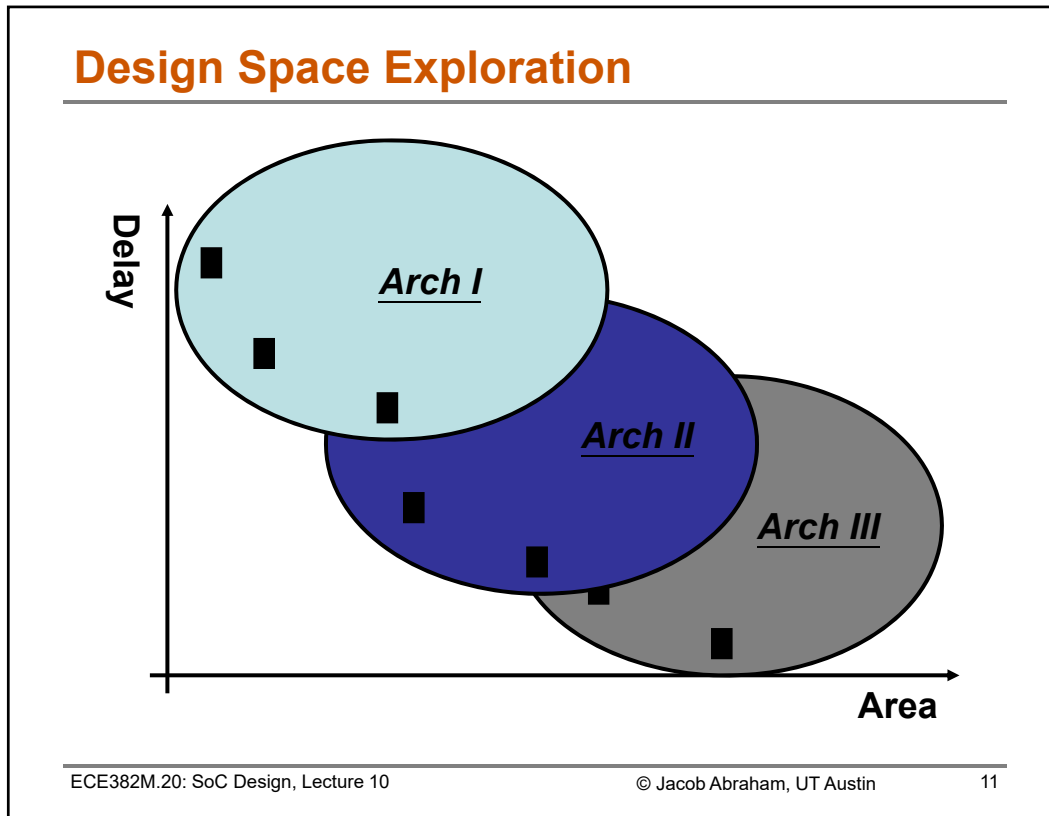 Design Space Exploration
Delay
Arch I
Arch II
Arch III
Area
ECE382M.20: SoC Design, Lecture 10 © Jacob Abraham, UT Austin 11